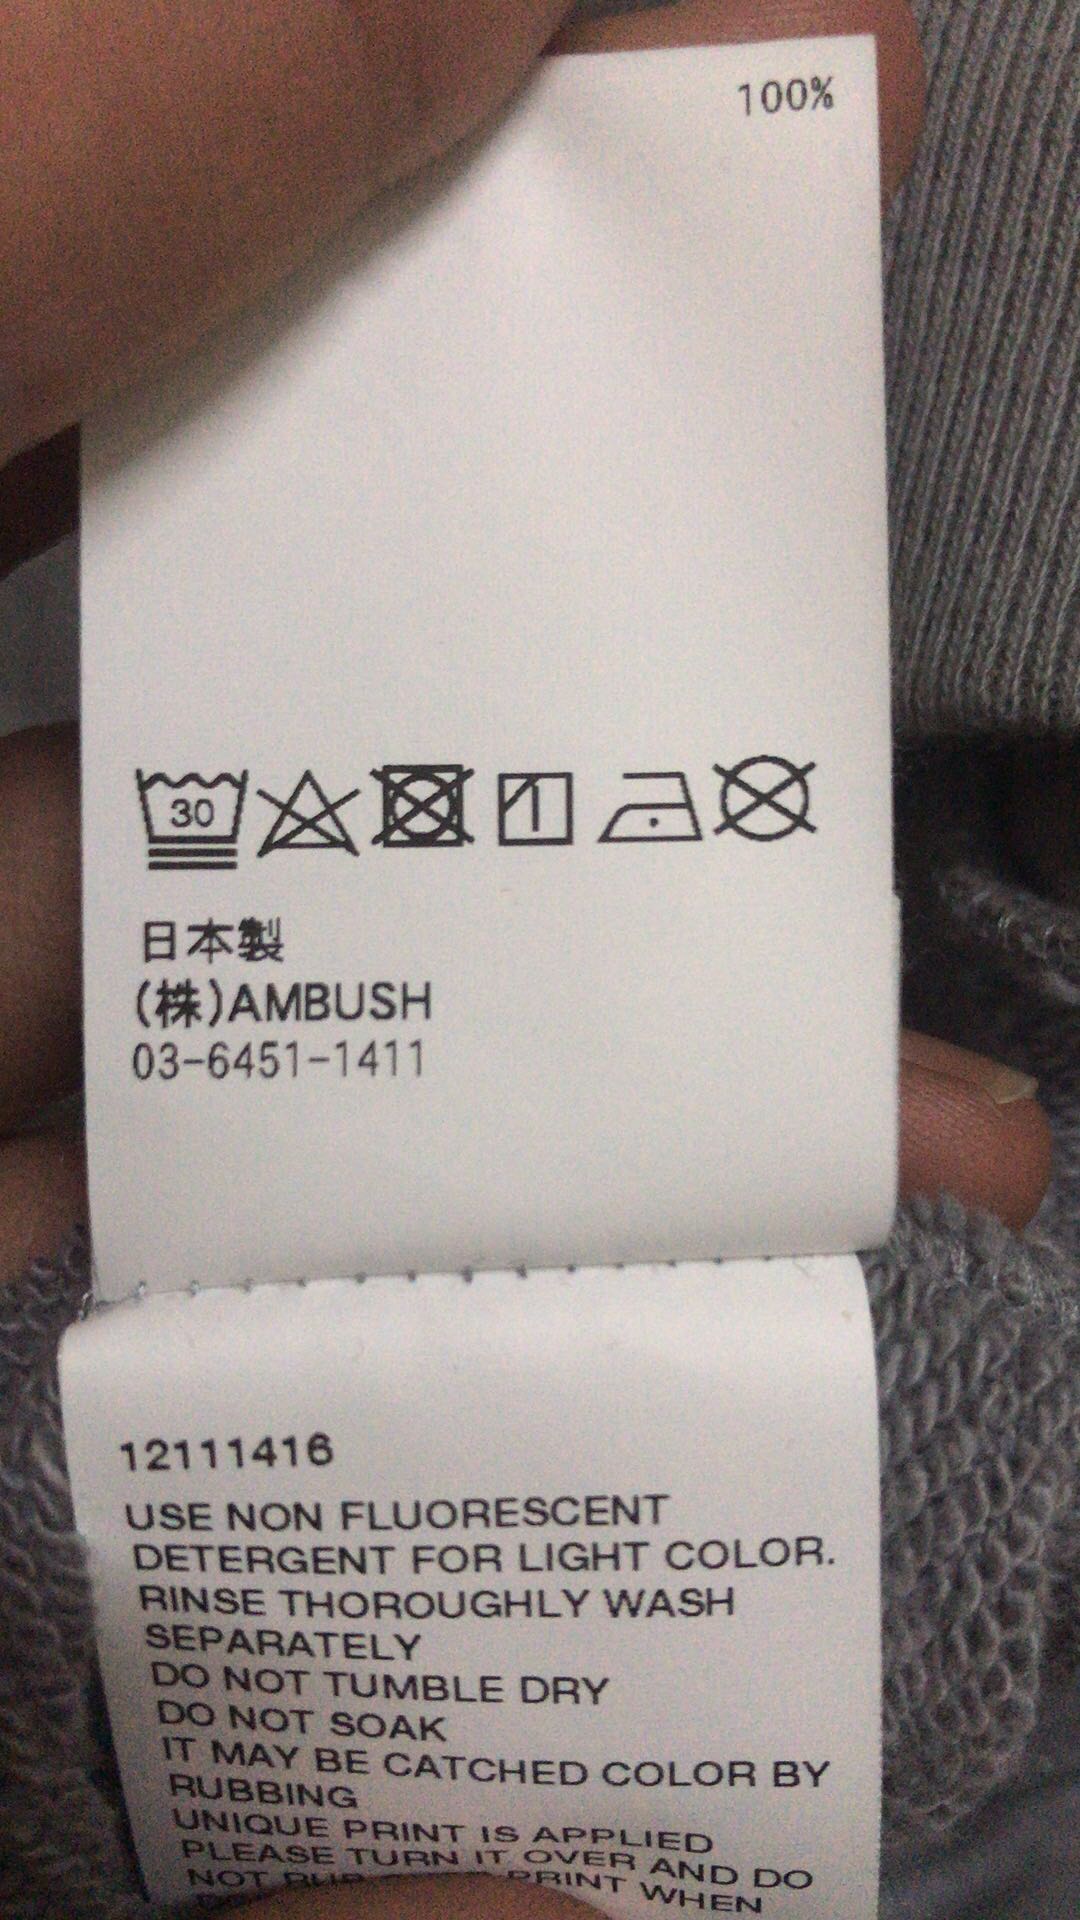 100%
30
日本製
(株)AMBUSH
03-6451-1411
12111416
USE NON FLUORESCENT
DETERGENT FOR LIGHT COLOR.
RINSE THOROUGHLY WASH
SEPARATELY
DO NOT TUMBLE DRY
DO NOT SOAK
IT MAY BE CATCHED COLOR BY
RUBBING
UNIQUE PRINT IS APPLIED
PLEASE TURN IT OVER AND DO
NOT RUB PRINT WHEN